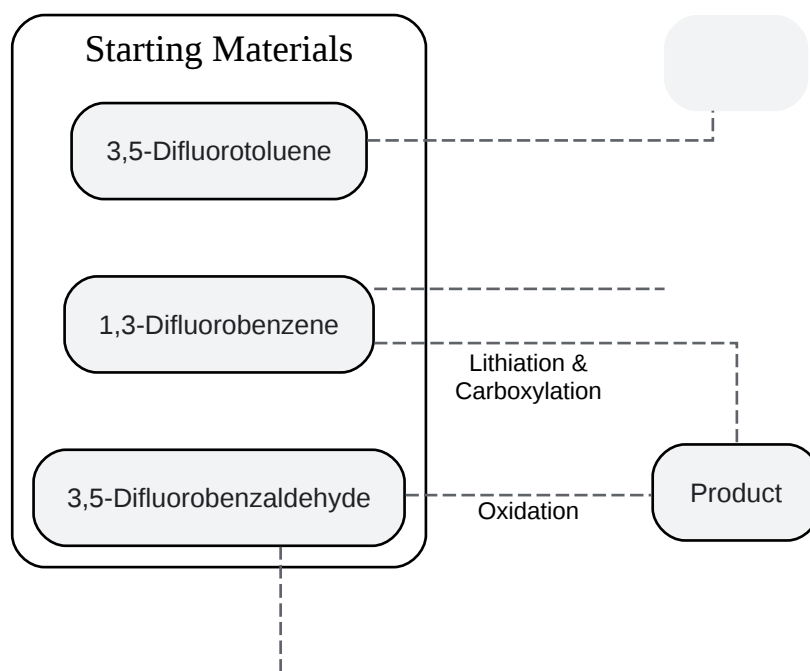 Starting Materials
3,5-Difluorotoluene
1,3-Difluorobenzene
Lithiation &
Carboxylation
3,5-Difluorobenzaldehyde
Product
Oxidation